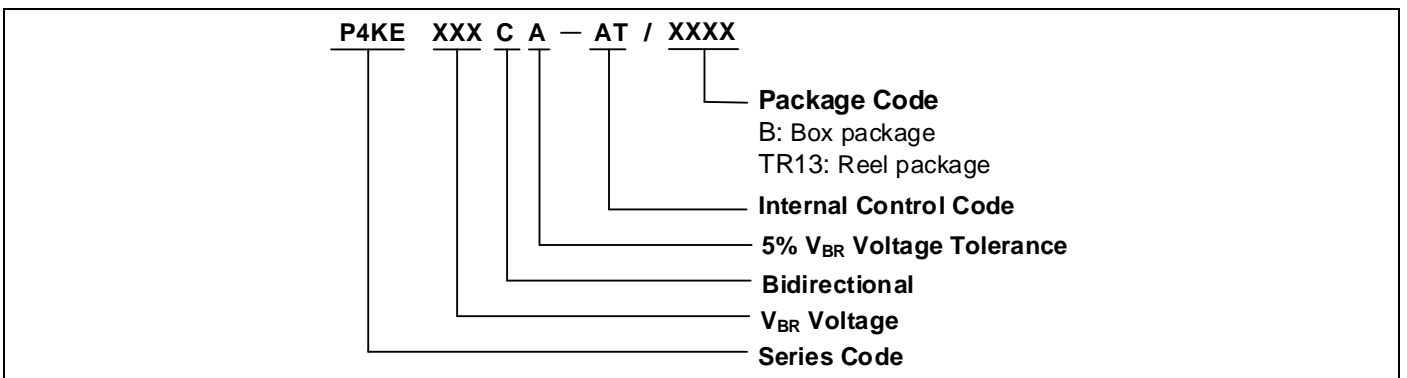 P4KE XXX C A — AT / XXXX
Package Code
B: Box package
TR13: Reel package
Internal Control Code
5% VBR Voltage Tolerance
Bidirectional
VBR Voltage
Series Code